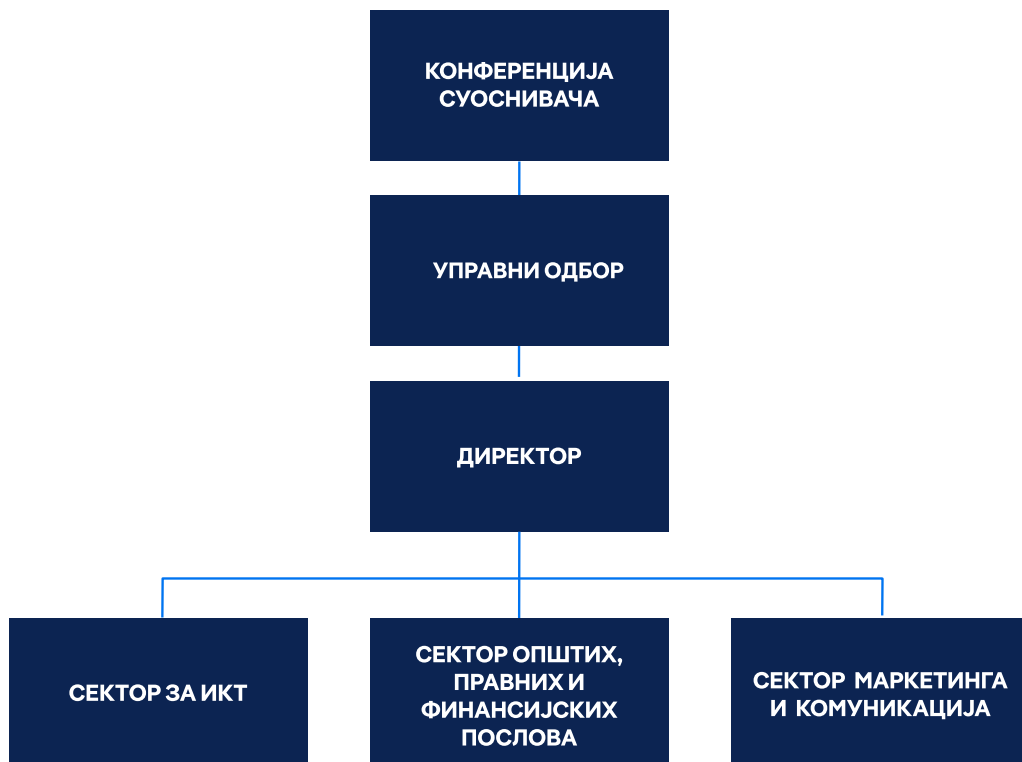 КОНФЕРЕНЦИЈА
СУОСНИВАЧА
УПРАВНИ ОДБОР
ДИРЕКТОР
СЕКТОР ЗА ИКТ
СЕКТОР ОПШТИХ,
ПРАВНИХ И
ФИНАНСИЈСКИХ
ПОСЛОВА
СЕКТОР МАРКЕТИНГА
И КОМУНИКАЦИЈА